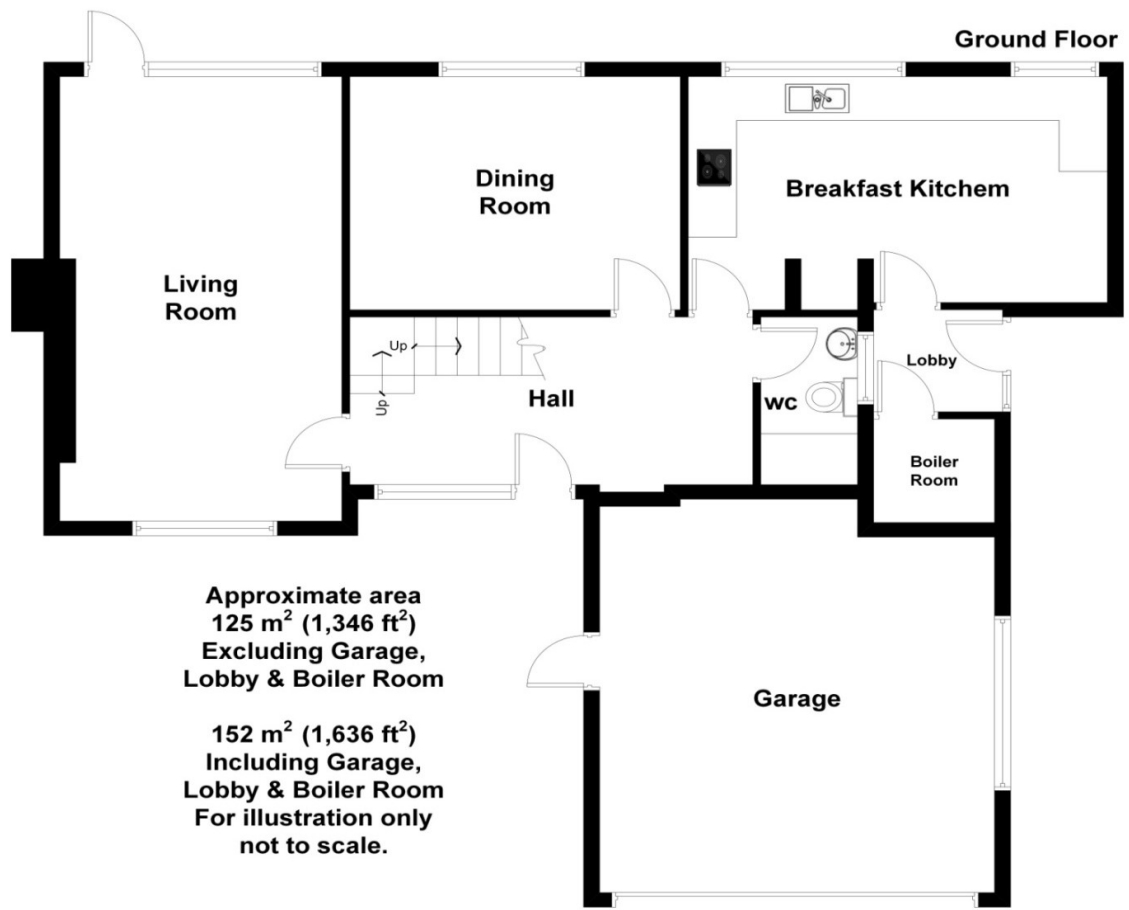 Ground Floor
Dining
Room
Breakfast Kitchem
Living
Room
Up
Up
Hall
wc
Lobby
Boiler
Room
Approximate area
125 m² (1,346 ft²)
Excluding Garage,
Lobby & Boiler Room
152 m² (1,636 ft²)
Including Garage,
Lobby & Boiler Room
For illustration only
not to scale.
Garage